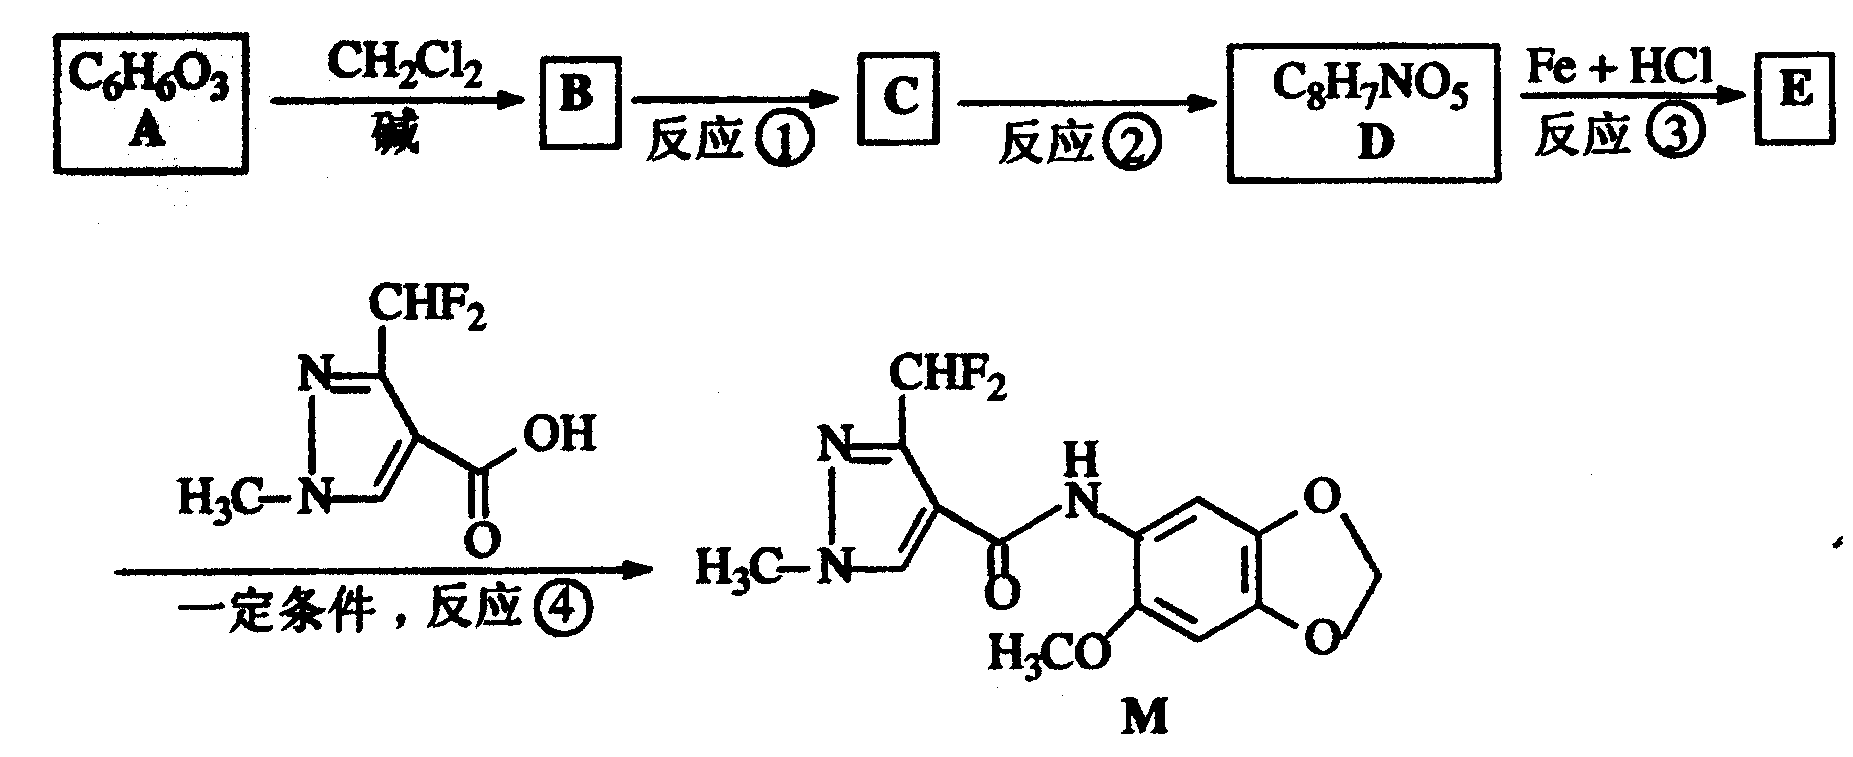 C₆H₆O₃ A
CH₂Cl₂
碱
B
反应①
C
反应②
C₈H₇NO₅ D
Fe + HCl
反应③
E
CHF₂
N
OH
H₃C N
O
一定条件，反应④
CHF₂
N
H
N
O
H₃C N
O
H₃CO
O
M